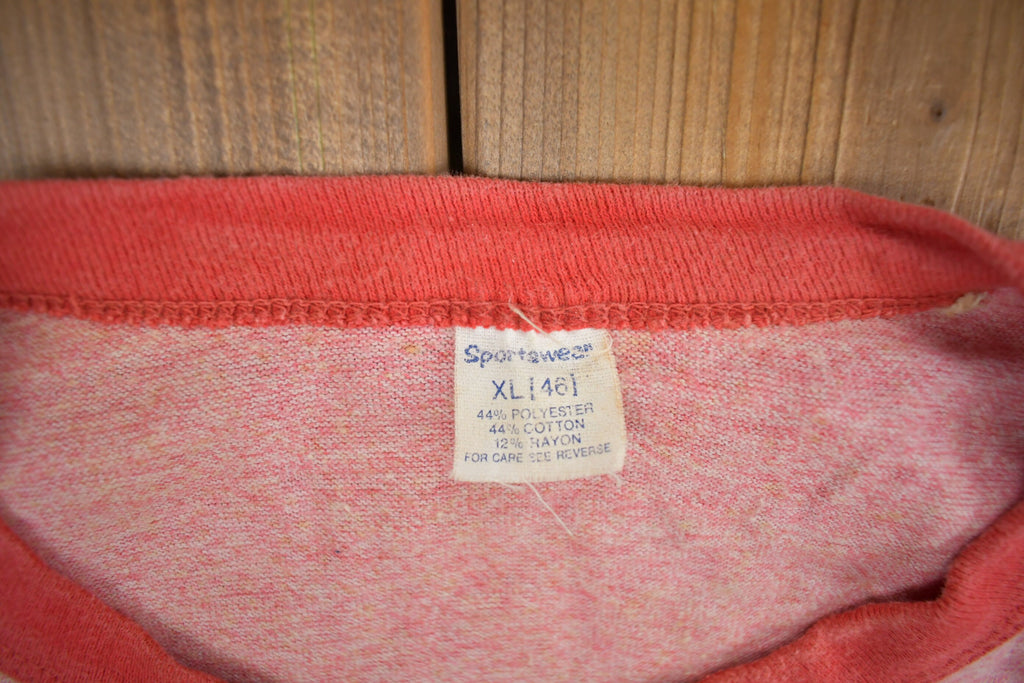 Sportswear
XL[46]
44% POLYESTER
44% COTTON
12% RAYON
FOR CARE SEE REVERSE